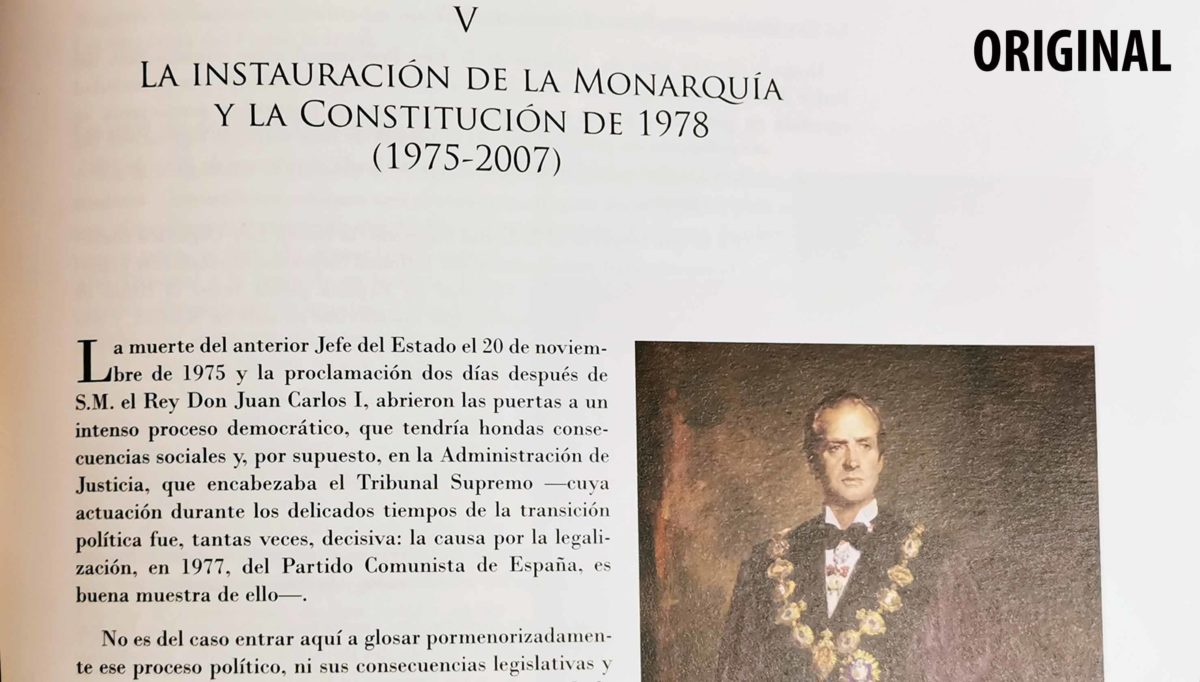 V
LA INSTAURACIÓN DE LA MONARQUÍA
Y LA CONSTITUCIÓN DE 1978
(1975-2007)
ORIGINAL
La muerte del anterior Jefe del Estado el 20 de noviem-
bre de 1975 y la proclamación dos días después de
S.M. el Rey Don Juan Carlos I, abrieron las puertas a un
intenso proceso democrático, que tendría hondas conse-
cuencias sociales y, por supuesto, en la Administración de
Justicia, que encabezaba el Tribunal Supremo —cuya
actuación durante los delicados tiempos de la transición
política fue, tantas veces, decisiva: la causa por la legali-
zación, en 1977, del Partido Comunista de España, es
buena muestra de ello—.
No es del caso entrar aquí a glosar pormenorizadamen-
te ese proceso político, ni sus consecuencias legislativas y